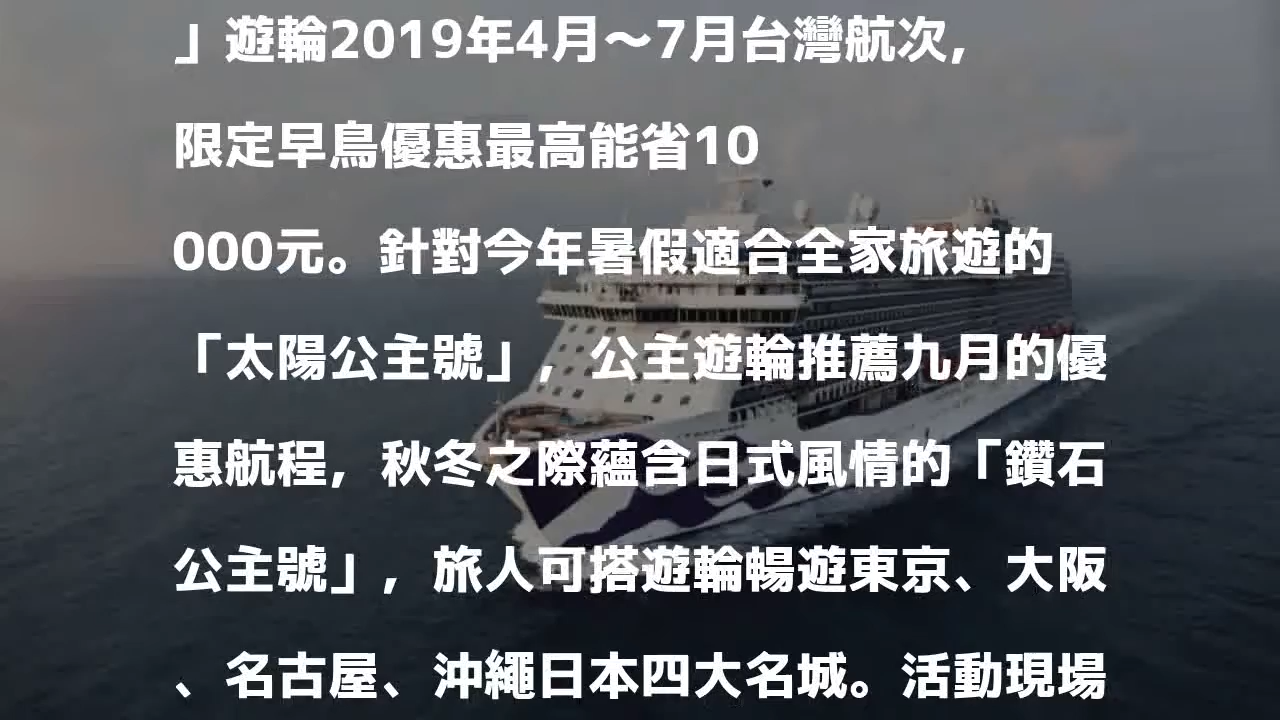 」遊輪2019年4月～7月台灣航次,
限定早鳥優惠最高能省10
000元。針對今年暑假適合全家旅遊的
「太陽公主號」, 公主遊輪推薦九月的優
惠航程, 秋冬之際蘊含日式風情的「鑽石
公主號」, 旅人可搭遊輪暢遊東京、大阪
、名古屋、沖繩日本四大名城。活動現場